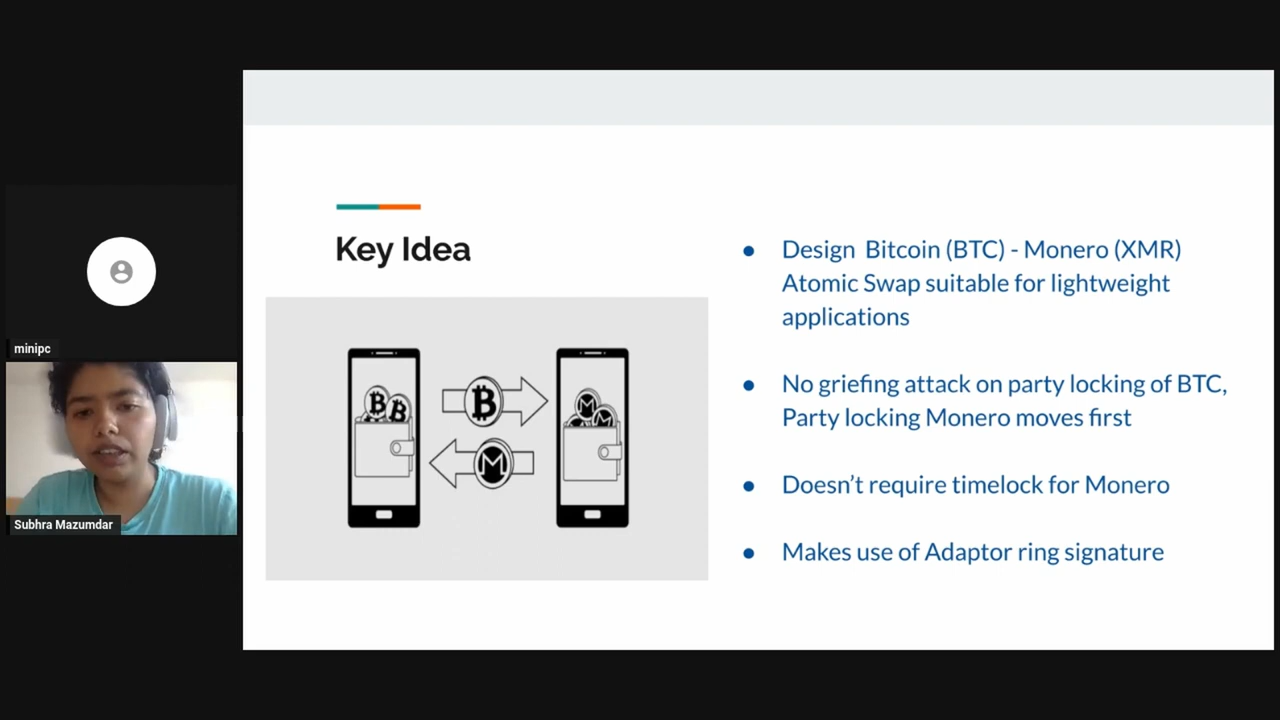 minipc
Subhra Mazumdar
Key Idea
● Design Bitcoin (BTC) - Monero (XMR)
Atomic Swap suitable for lightweight
applications
● No griefing attack on party locking of BTC,
Party locking Monero moves first
● Doesn’t require timelock for Monero
● Makes use of Adaptor ring signature